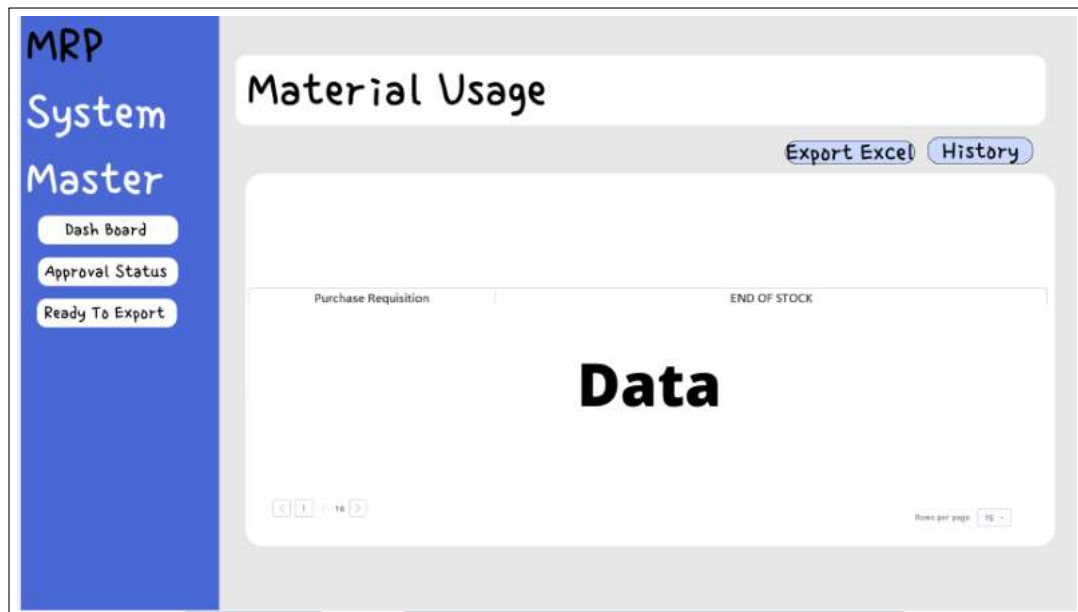 MRP
System
Master
Dash Board
Approval Status
Ready To Export
Material Usage
Export Excel History
Purchase Requisition END OF STOCK
Data
< 1 / 16 >
Rows per page 15